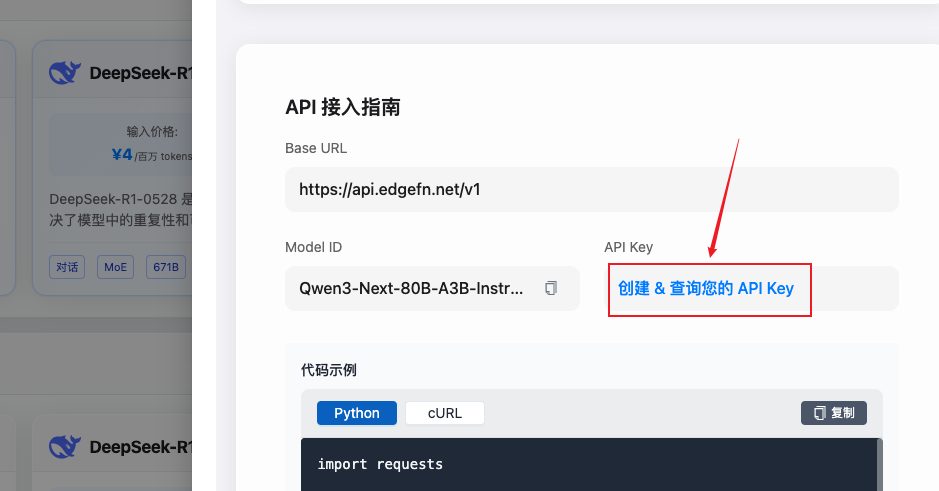 DeepSeek-R1
输入价格:
¥4/百万 tokens
DeepSeek-R1-0528 是
决了模型中的重复性和
对话
MoE
671B
DeepSeek-R1
API 接入指南
Base URL
https://api.edgefn.net/v1
Model ID
API Key
Qwen3-Next-80B-A3B-Instr...
创建 & 查询您的 API Key
代码示例
Python
cURL
复制
import requests